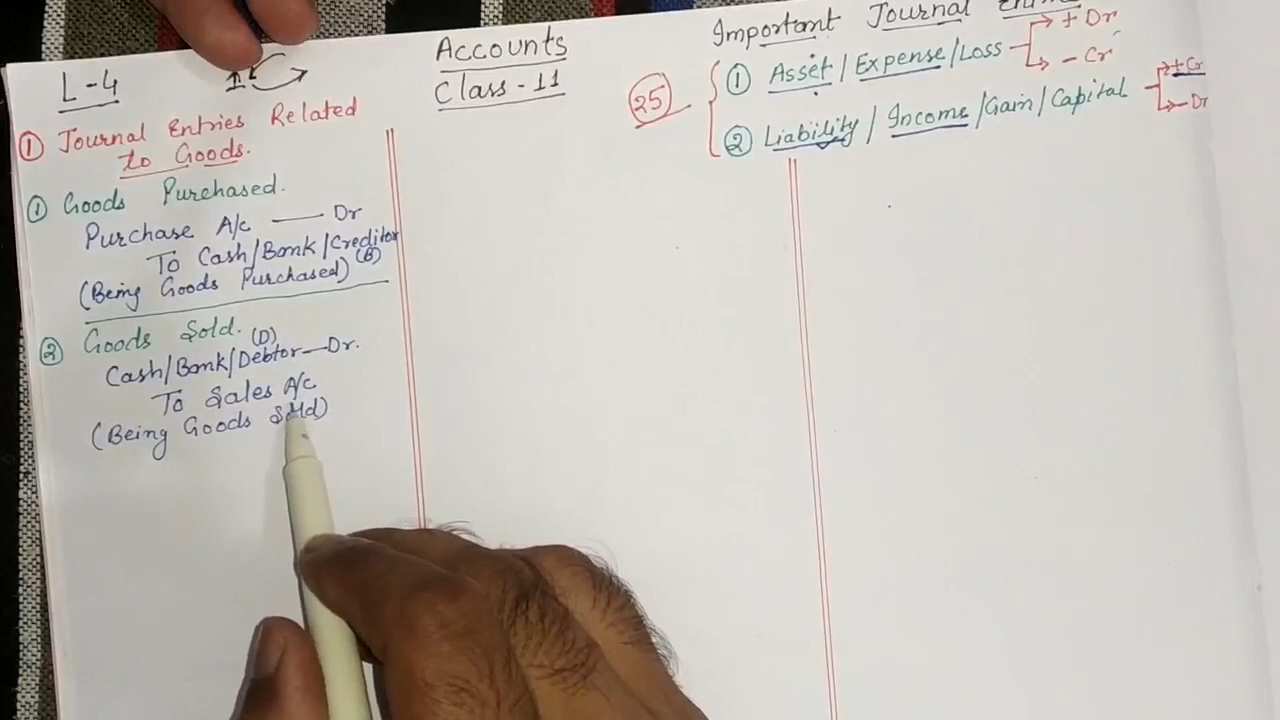 L-4
Accounts
Class-11
Important Journal
25
① Asset/Expense/Loss
+ Dr
- Cr
② Liability/Income/Gain/Capital
+Cr
-Dr
① Journal Entries Related
to Goods.
① Goods Purchased.
Purchase A/c —— Dr
To Cash/Bank/Creditor
(B)
(Being Goods Purchased)
② Goods Sold.
(D)
Cash/Bank/Debtor—Dr.
To Sales A/c
(Being Goods Sold)